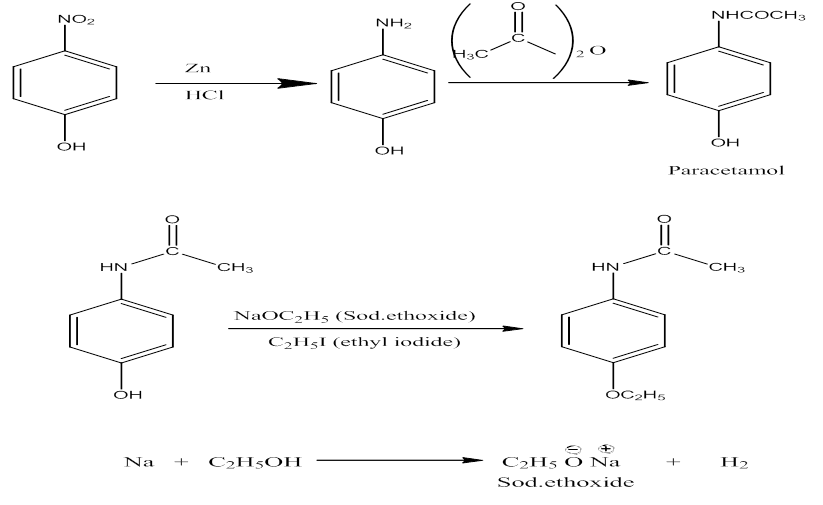 NO₂
Zn
HCl
OH
NH₂
OH
O
C
H₃C
₂ O
NHCOCH₃
OH
Paracetamol
O
C
HN
CH₃
OH
NaOC₂H₅ (Sod.ethoxide)
C₂H₅I (ethyl iodide)
O
C
HN
CH₃
OC₂H₅
Na + C₂H₅OH
C₂H₅ O⊖ Na⊕ + H₂
Sod.ethoxide